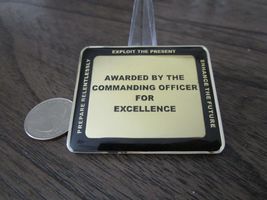 EXPLOIT THE PRESENT
PREPARE RELENTLESSLY
AWARDED BY THE
COMMANDING OFFICER
FOR
EXCELLENCE
ENHANCE THE FUTURE